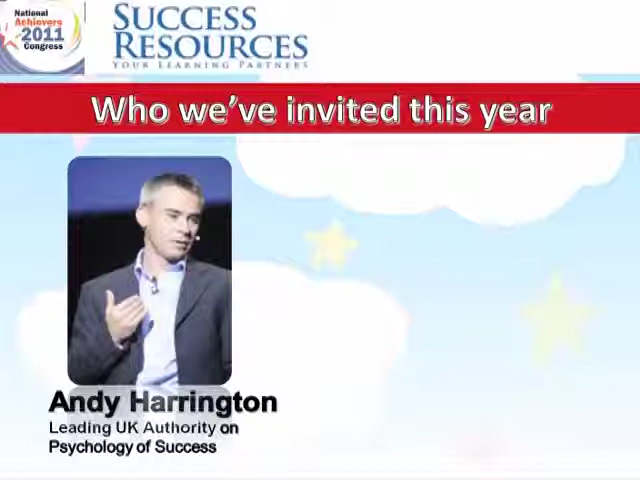 National
Achievers
2011
Congress
SUCCESS
RESOURCES
YOUR LEARNING PARTNERS
Who we've invited this year
Andy Harrington
Leading UK Authority on
Psychology of Success